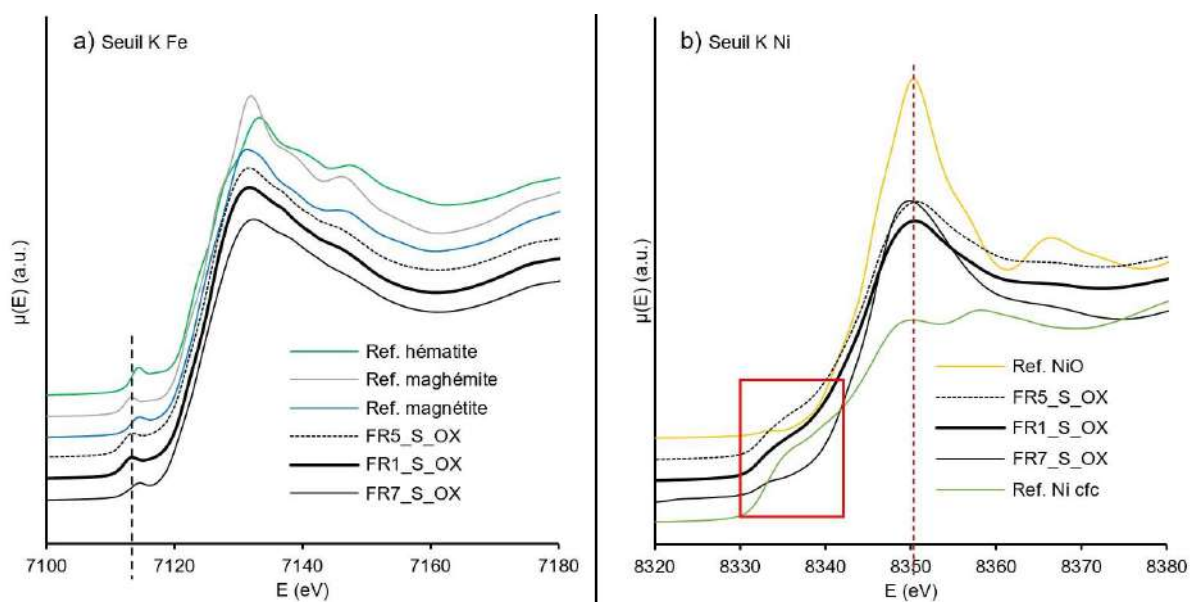 a) Seuil K Fe
μ(E) (a.u.)
Ref. hématite
Ref. maghémite
Ref. magnétite
FR5_S_OX
FR1_S_OX
FR7_S_OX
7100 7120 7140 7160 7180
E (eV)
b) Seuil K Ni
μ(E) (a.u.)
Ref. NiO
FR5_S_OX
FR1_S_OX
FR7_S_OX
Ref. Ni cfc
8320 8330 8340 8350 8360 8370 8380
E (eV)